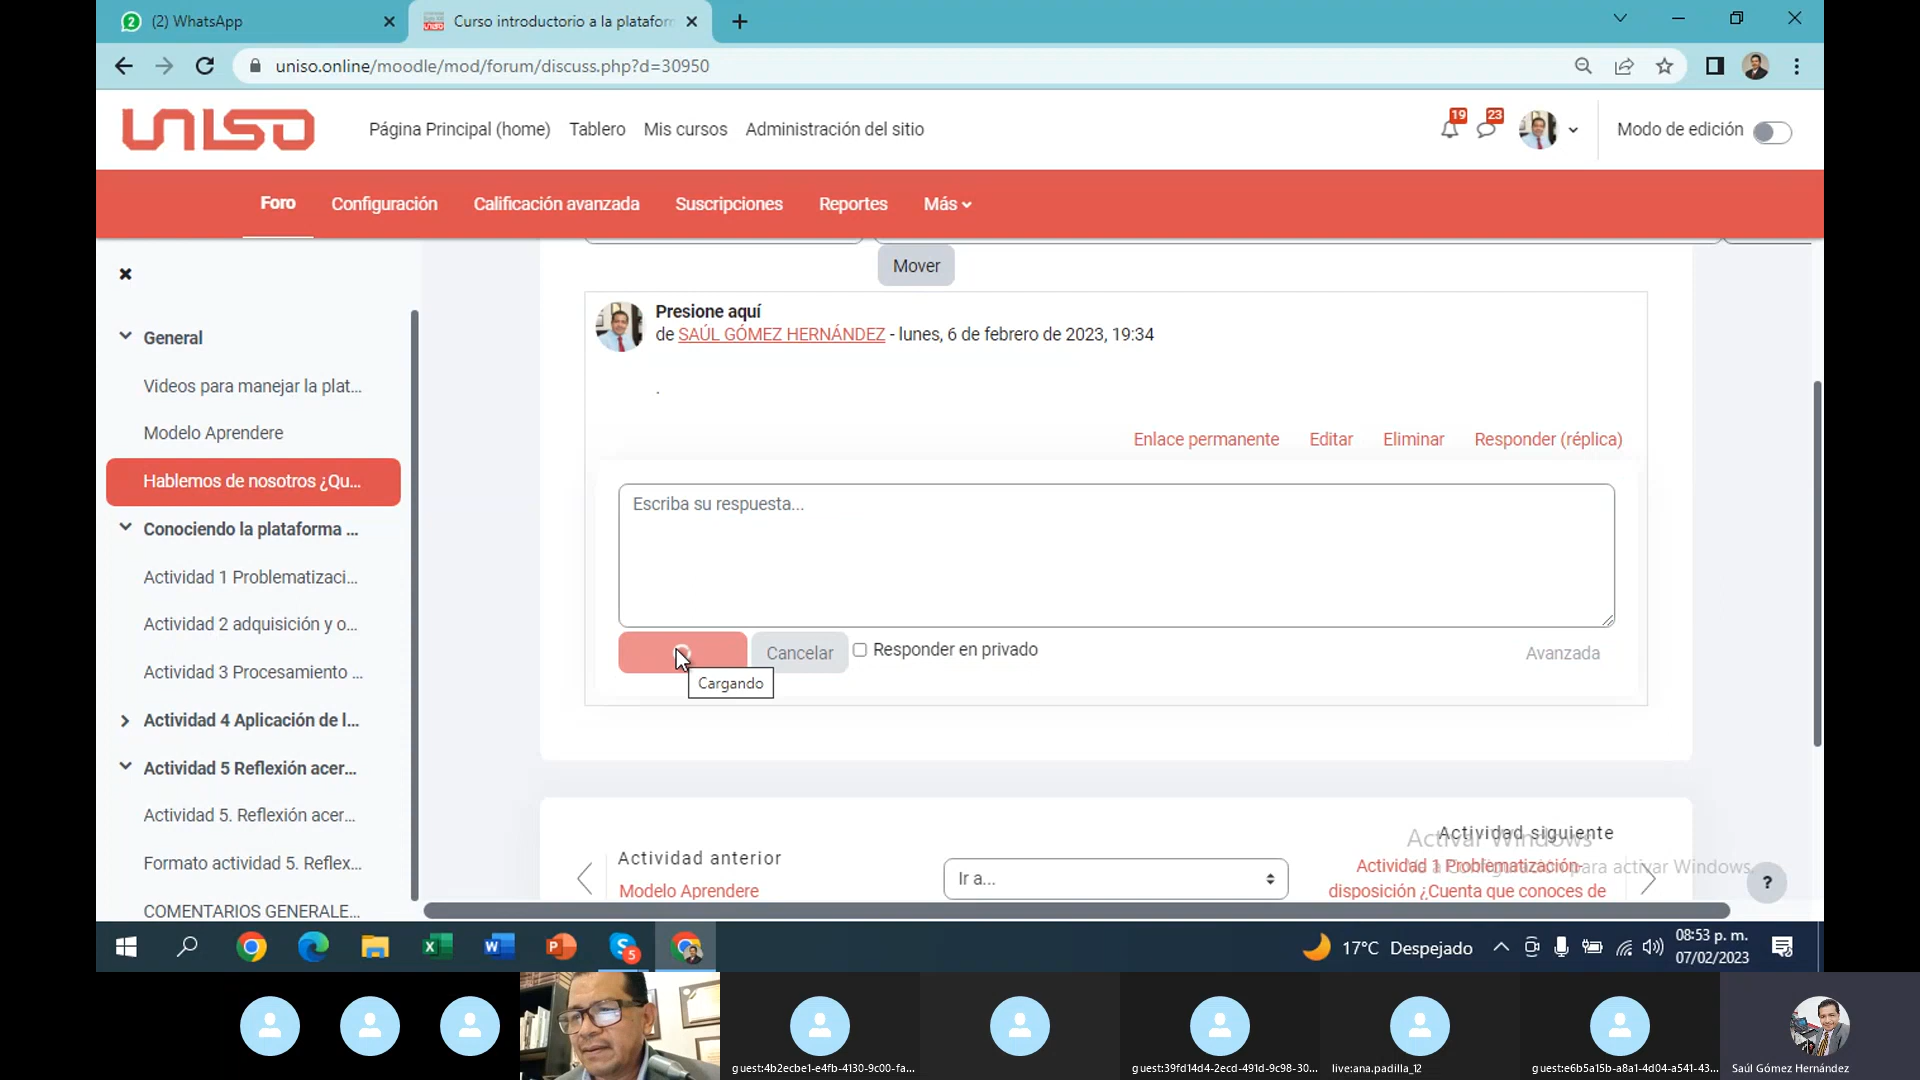 (2) WhatsApp
Curso introductorio a la platafor
uniso.online/moodle/mod/forum/discuss.php?d=30950
UNISO
Página Principal (home) Tablero Mis cursos Administración del sitio
19 23
Modo de edición
Foro Configuración Calificación avanzada Suscripciones Reportes Más
General
Videos para manejar la plat...
Modelo Aprendere
Hablemos de nosotros ¿Qu...
Conociendo la plataforma ...
Actividad 1 Problematizaci...
Actividad 2 adquisición y o...
Actividad 3 Procesamiento ...
Actividad 4 Aplicación de l...
Actividad 5 Reflexión acer...
Actividad 5. Reflexión acer...
Formato actividad 5. Reflex...
COMENTARIOS GENERALE...
Mover
Presione aquí
de SAÚL GÓMEZ HERNÁNDEZ - lunes, 6 de febrero de 2023, 19:34
.
Enlace permanente Editar Eliminar Responder (réplica)
Escriba su respuesta...
Cancelar Responder en privado Avanzada
Cargando
Actividad anterior
Modelo Aprendere
Ir a...
Actividad siguiente
Actividad 1 Problematización-
disposición ¿Cuenta que conoces de
Activar Windows
Ve a Configuración para activar Windows.
?
17°C Despejado
08:53 p. m.
07/02/2023
5
guest:4b2ecbe1-e4fb-4130-9c00-fa...
guest:39fd14d4-2ecd-491d-9c98-30...
live:ana.padilla_12
guest:e6b5a15b-a8a1-4d04-a541-43...
Saúl Gómez Hernández